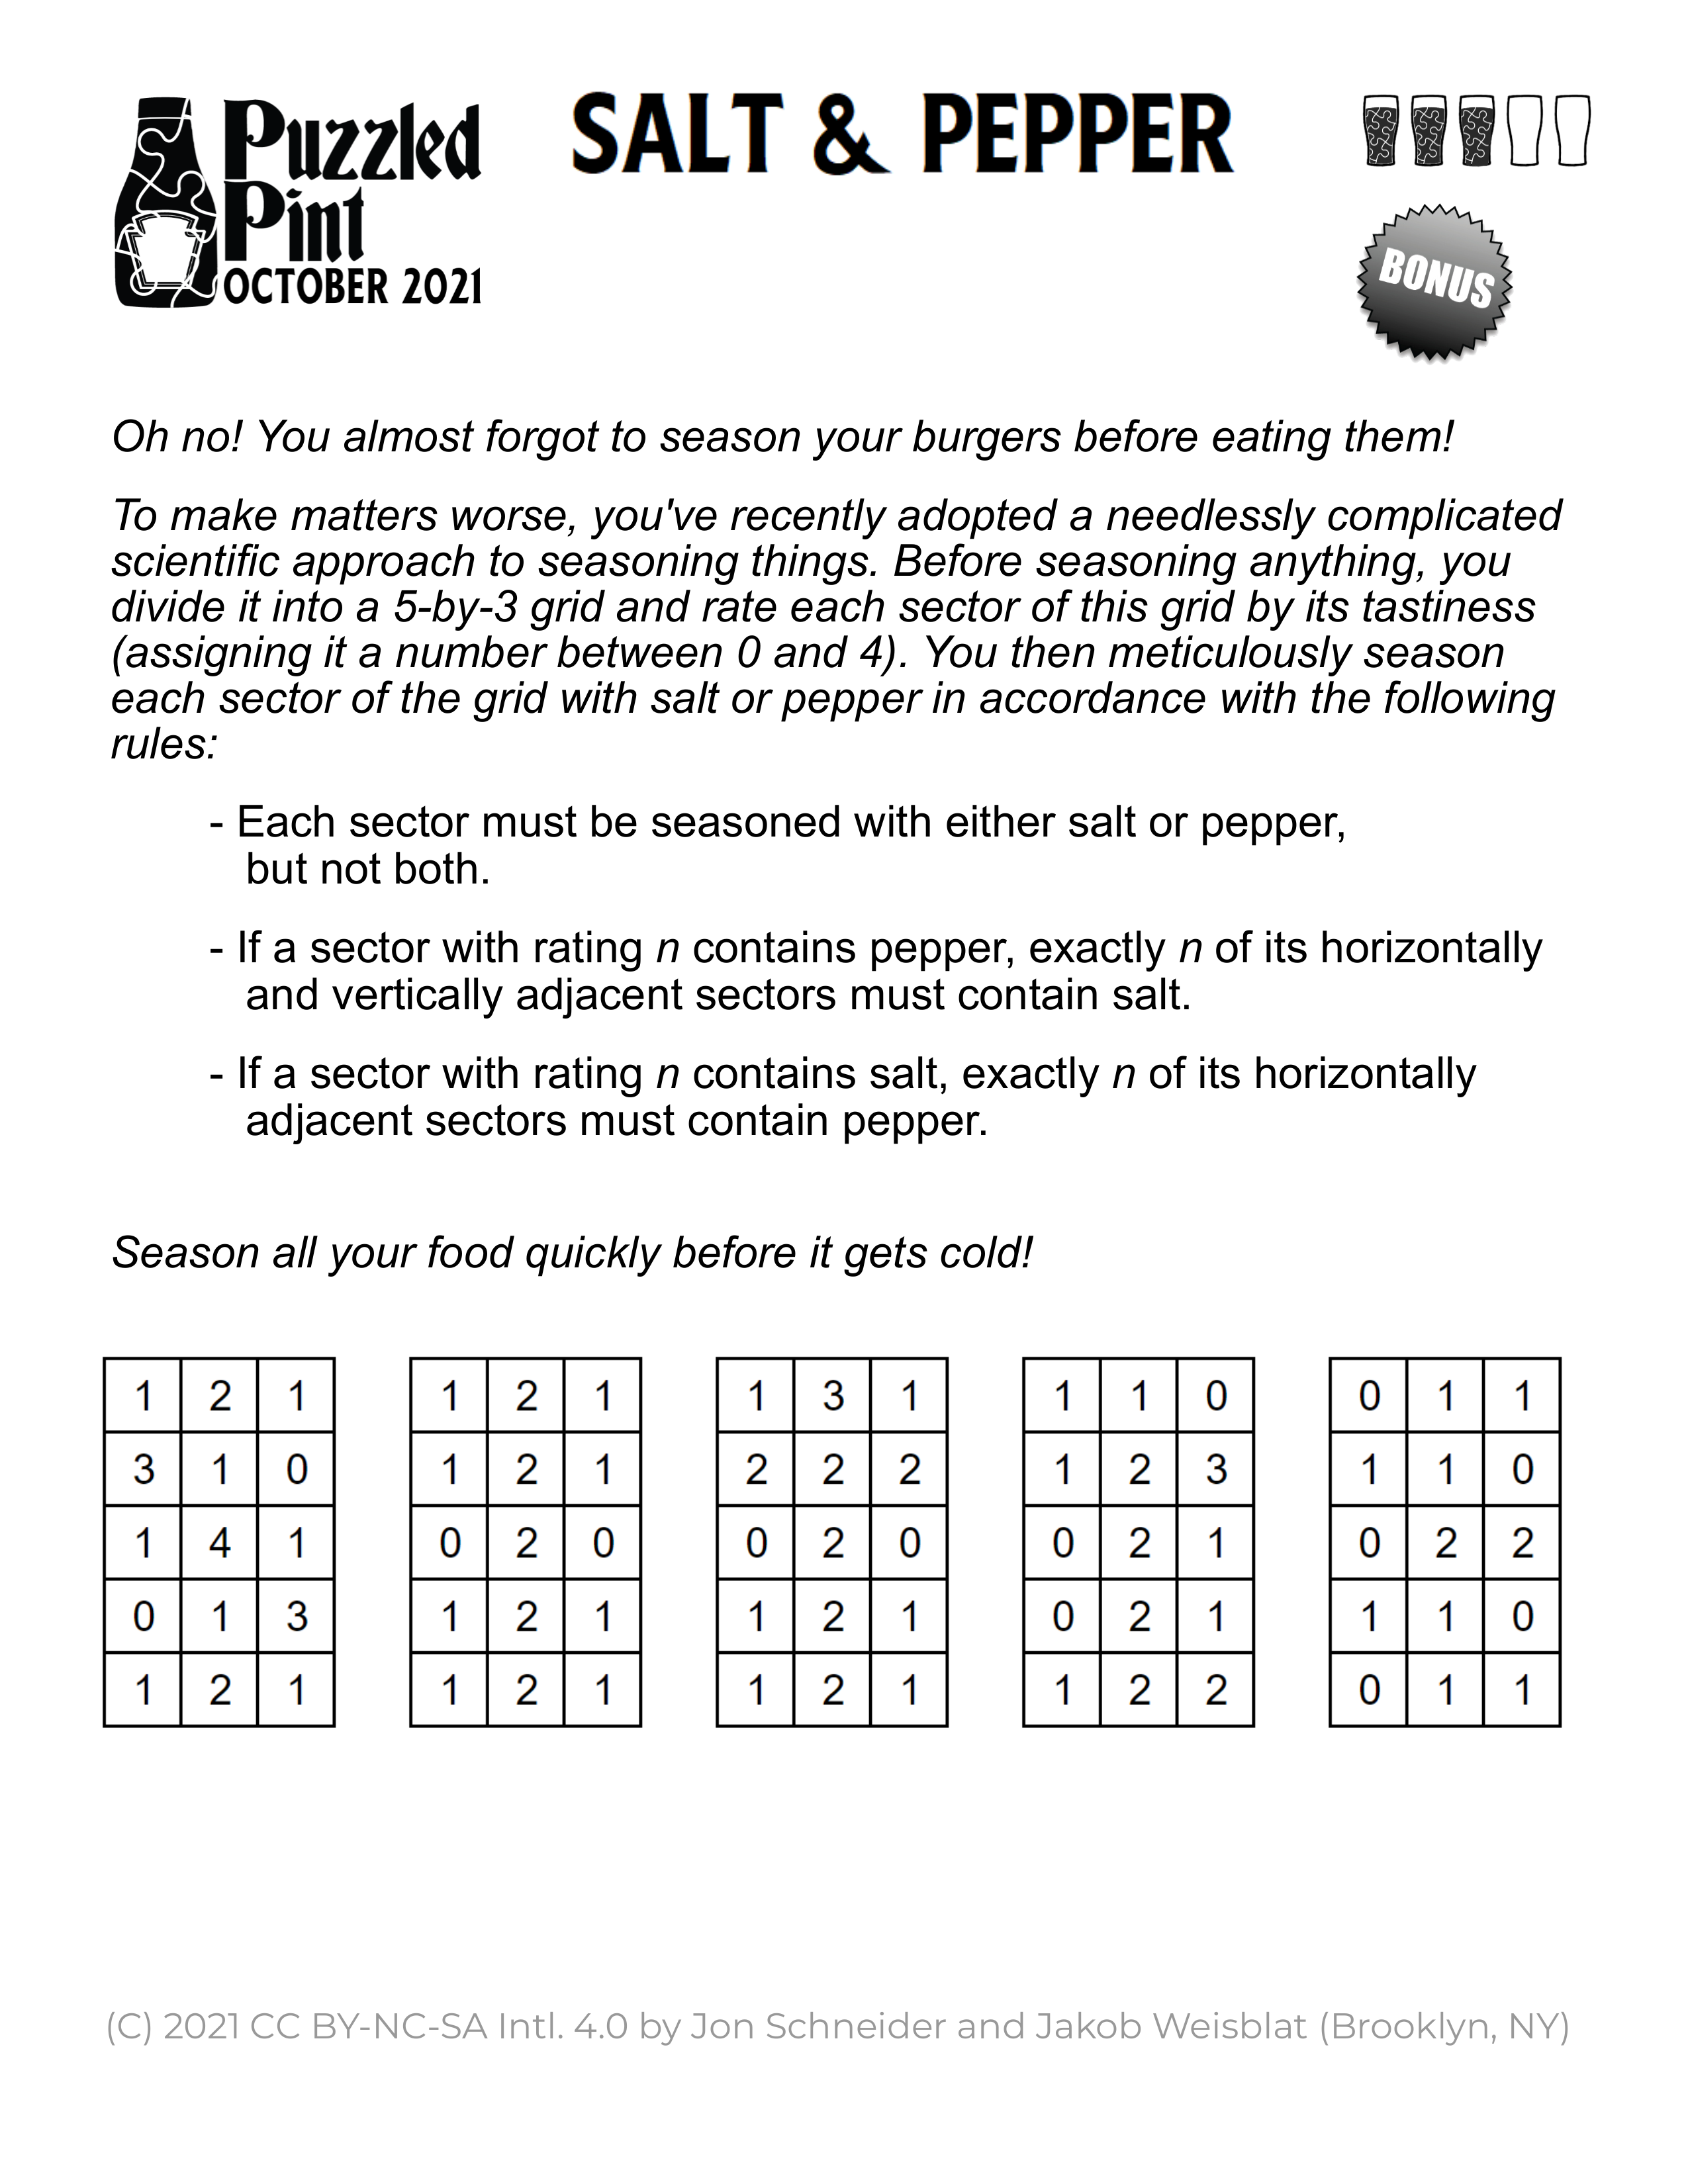 Puzzled
Pint
OCTOBER 2021
SALT & PEPPER
BONUS
Oh no! You almost forgot to season your burgers before eating them!
To make matters worse, you've recently adopted a needlessly complicated
scientific approach to seasoning things. Before seasoning anything, you
divide it into a 5-by-3 grid and rate each sector of this grid by its tastiness
(assigning it a number between 0 and 4). You then meticulously season
each sector of the grid with salt or pepper in accordance with the following
rules:
- Each sector must be seasoned with either salt or pepper,
but not both.
- If a sector with rating n contains pepper, exactly n of its horizontally
and vertically adjacent sectors must contain salt.
- If a sector with rating n contains salt, exactly n of its horizontally
adjacent sectors must contain pepper.
Season all your food quickly before it gets cold!
1 2 1 1 2 1 1 3 1 1 1 0 0 1 1
3 1 0 1 2 1 2 2 2 1 2 3 1 1 0
1 4 1 0 2 0 0 2 0 0 2 1 0 2 2
0 1 3 1 2 1 1 2 1 0 2 1 1 1 0
1 2 1 1 2 1 1 2 1 1 2 2 0 1 1
(C) 2021 CC BY-NC-SA Intl. 4.0 by Jon Schneider and Jakob Weisblat (Brooklyn, NY)